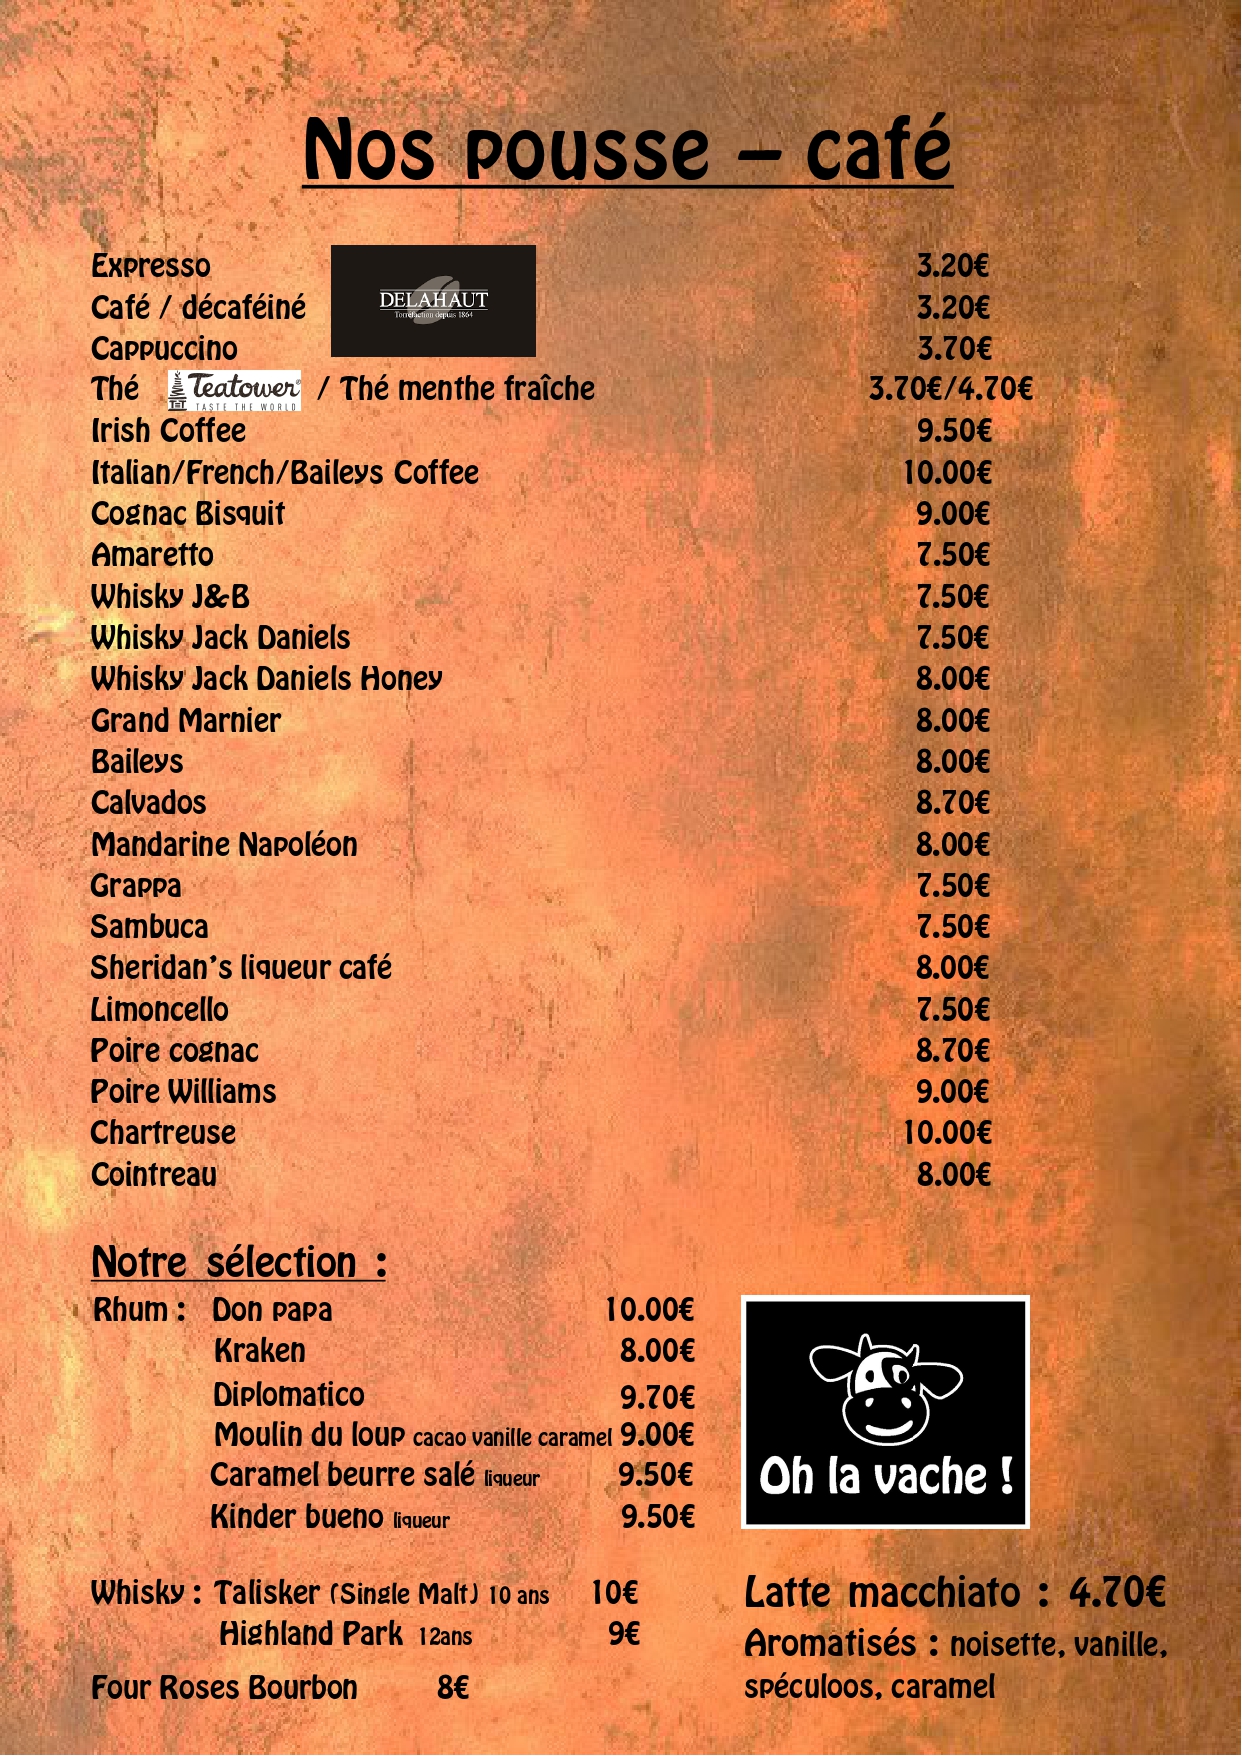 Nos pousse – café
Expresso 3.20€
DELAHAUT
Torréfaction depuis 1864
Café / décaféiné 3.20€
Cappuccino 3.70€
Thé Teatower® / Thé menthe fraîche 3.70€/4.70€
TASTE THE WORLD
Irish Coffee 9.50€
Italian/French/Baileys Coffee 10.00€
Cognac Bisquit 9.00€
Amaretto 7.50€
Whisky J&B 7.50€
Whisky Jack Daniels 7.50€
Whisky Jack Daniels Honey 8.00€
Grand Marnier 8.00€
Baileys 8.00€
Calvados 8.70€
Mandarine Napoléon 8.00€
Grappa 7.50€
Sambuca 7.50€
Sheridan’s liqueur café 8.00€
Limoncello 7.50€
Poire cognac 8.70€
Poire Williams 9.00€
Chartreuse 10.00€
Cointreau 8.00€
Notre sélection :
Rhum : Don papa 10.00€
Kraken 8.00€
Diplomatico 9.70€
Moulin du loup cacao vanille caramel 9.00€
Caramel beurre salé liqueur 9.50€
Kinder bueno liqueur 9.50€
Oh la vache !
Whisky : Talisker (Single Malt) 10 ans 10€
Highland Park 12ans 9€
Four Roses Bourbon 8€
Latte macchiato : 4.70€
Aromatisés : noisette, vanille,
spéculoos, caramel